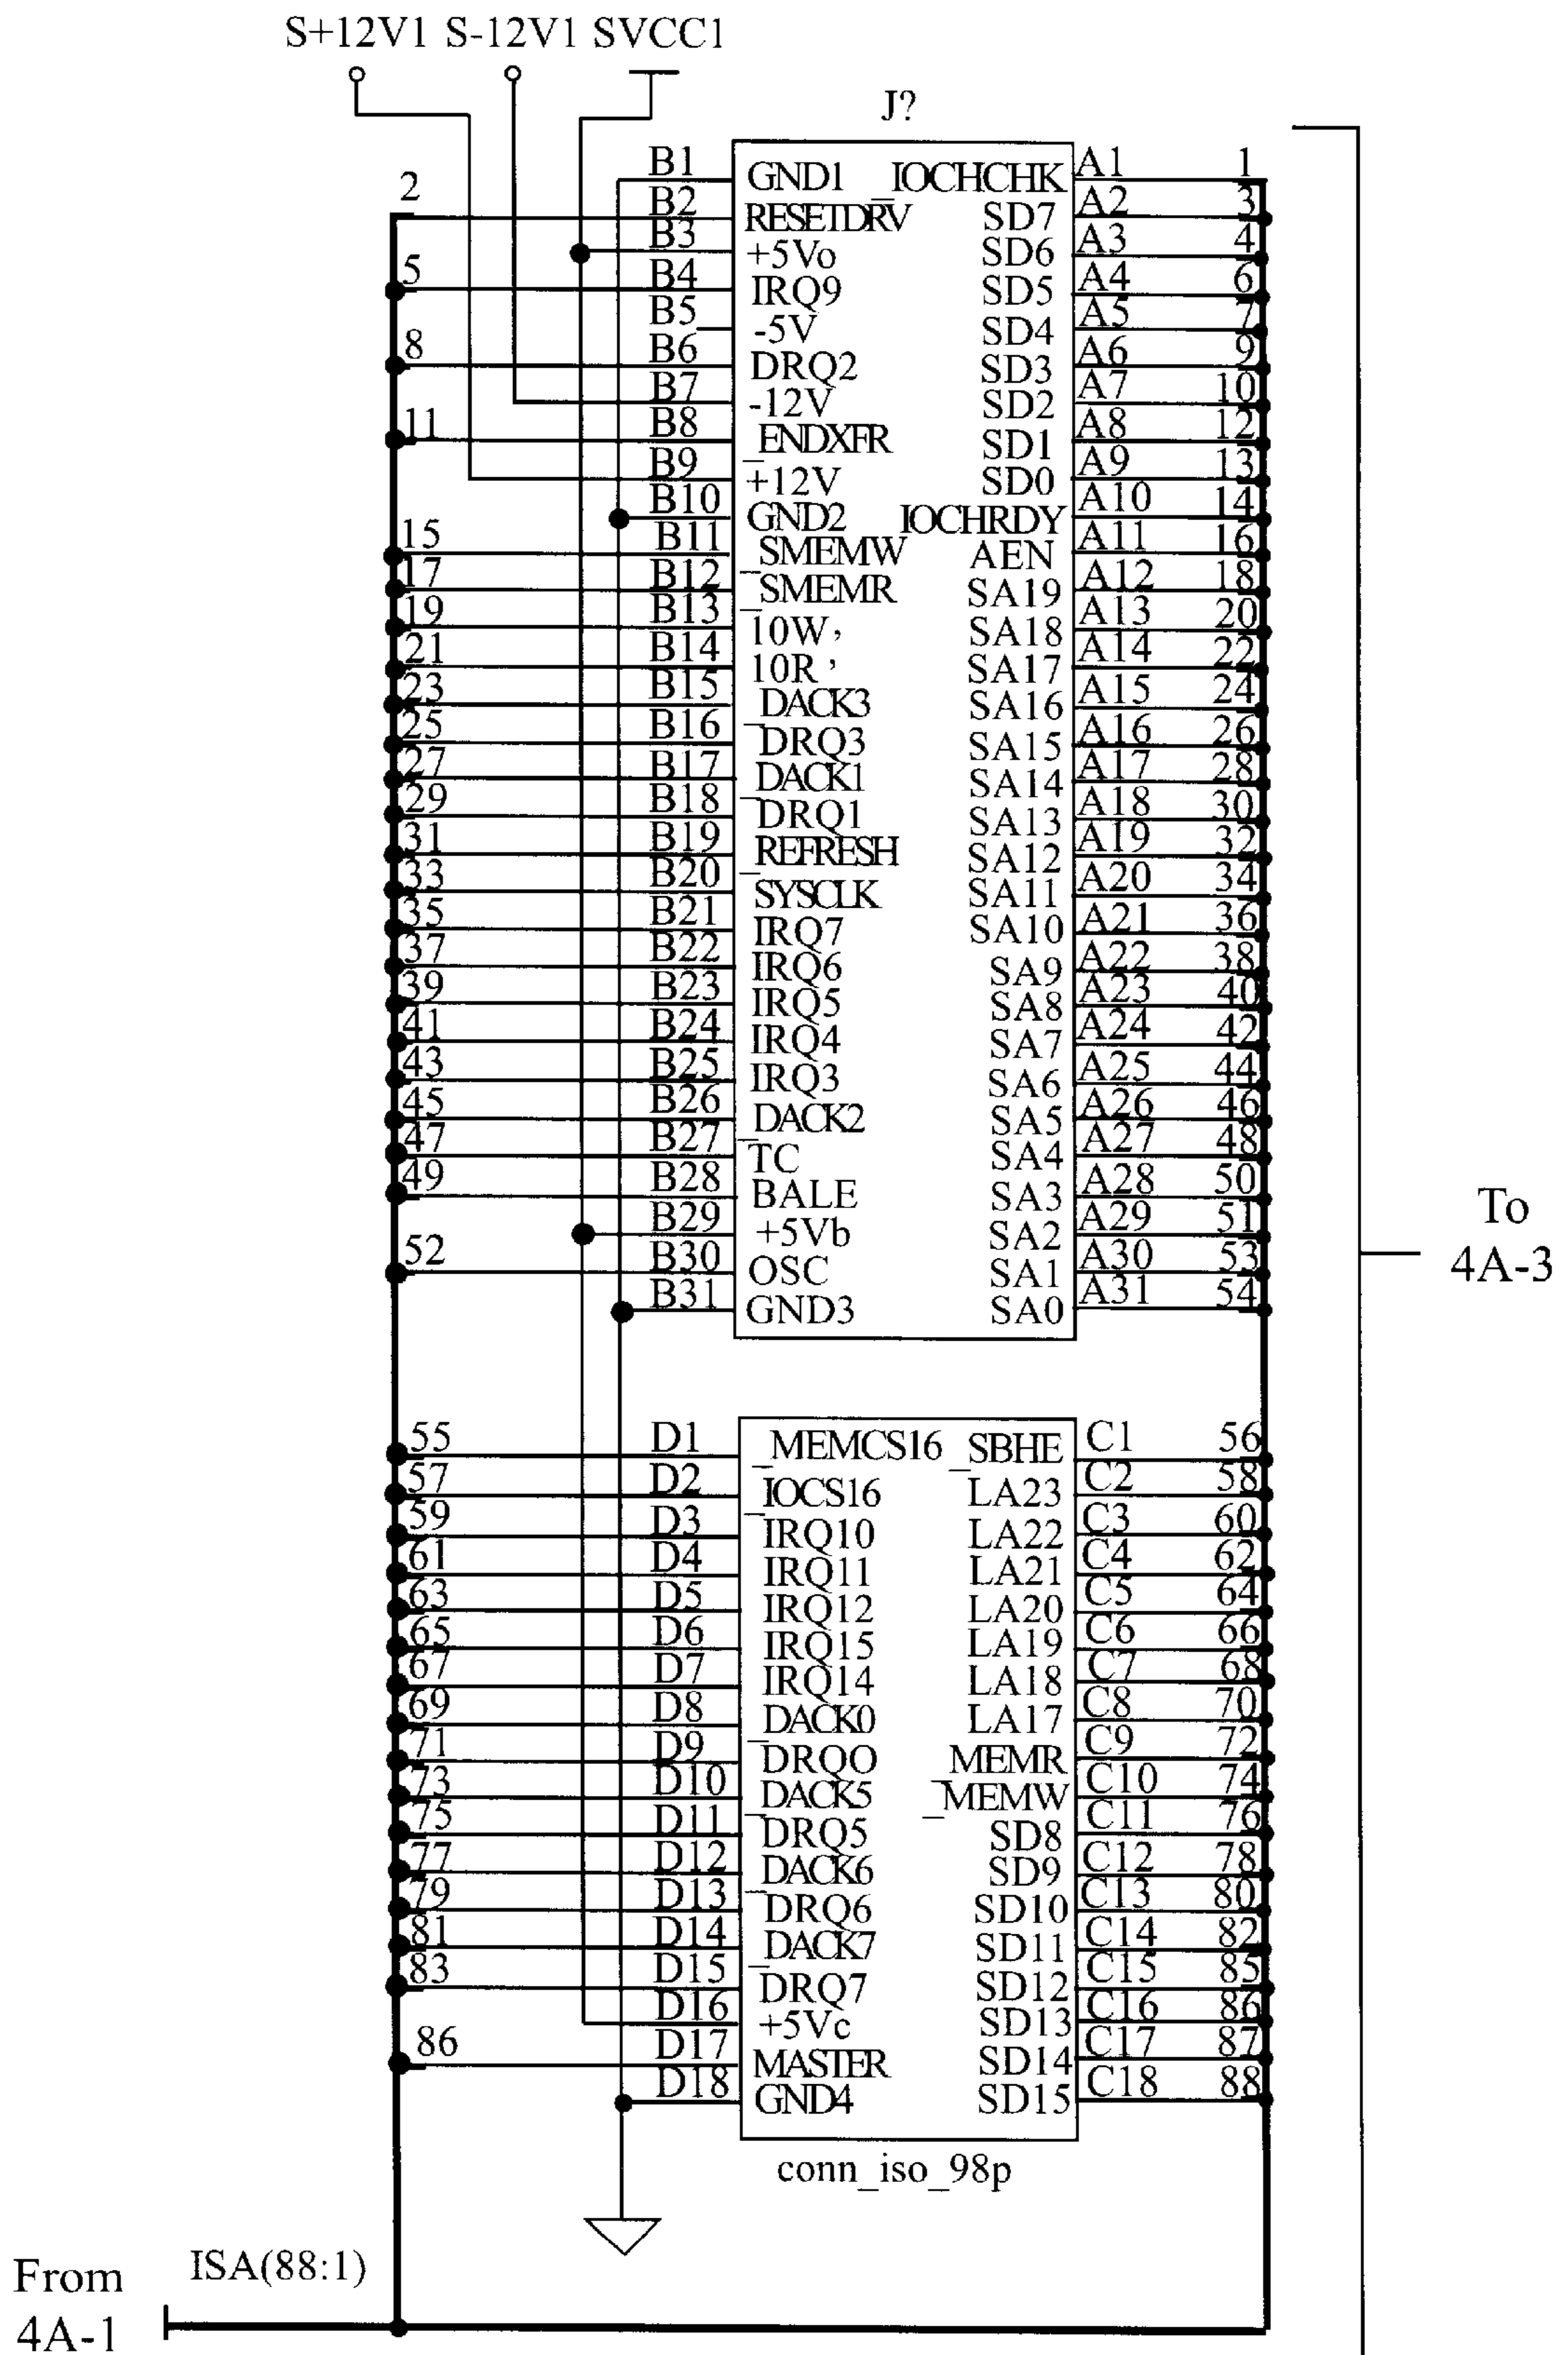 S+12V1 S-12V1 SVCC1
J?
B1 GND1 IOCHCHK A1 1
2 B2 RESETDRV SD7 A2 3
B3 +5Vo SD6 A3 4
5 B4 IRQ9 SD5 A4 6
B5 -5V SD4 A5 7
8 B6 DRQ2 SD3 A6 9
B7 -12V SD2 A7 10
11 B8 _ENDXFR SD1 A8 12
B9 +12V SD0 A9 13
B10 GND2 IOCHRDY A10 14
15 B11 _SMEMW AEN A11 16
17 B12 _SMEMR SA19 A12 18
19 B13 10W, SA18 A13 20
21 B14 10R , SA17 A14 22
23 B15 _DACK3 SA16 A15 24
25 B16 DRQ3 SA15 A16 26
27 B17 DACK1 SA14 A17 28
29 B18 DRQ1 SA13 A18 30
31 B19 REFRESH SA12 A19 32
33 B20 SYSCLK SA11 A20 34
35 B21 IRQ7 SA10 A21 36
37 B22 IRQ6 SA9 A22 38
39 B23 IRQ5 SA8 A23 40
41 B24 IRQ4 SA7 A24 42
43 B25 IRQ3 SA6 A25 44
45 B26 DACK2 SA5 A26 46
47 B27 TC SA4 A27 48
49 B28 BALE SA3 A28 50
B29 +5Vb SA2 A29 51
52 B30 OSC SA1 A30 53
B31 GND3 SA0 A31 54
To
4A-3
55 D1 _MEMCS16 _SBHE C1 56
57 D2 IOCS16 LA23 C2 58
59 D3 IRQ10 LA22 C3 60
61 D4 IRQ11 LA21 C4 62
63 D5 IRQ12 LA20 C5 64
65 D6 IRQ15 LA19 C6 66
67 D7 IRQ14 LA18 C7 68
69 D8 DACK0 LA17 C8 70
71 D9 DRQO MEMR C9 72
73 D10 DACK5 _MEMW C10 74
75 D11 DRQ5 SD8 C11 76
77 D12 DACK6 SD9 C12 78
79 D13 DRQ6 SD10 C13 80
81 D14 DACK7 SD11 C14 82
83 D15 DRQ7 SD12 C15 85
D16 +5Vc SD13 C16 86
86 D17 MASTER SD14 C17 87
D18 GND4 SD15 C18 88
conn_iso_98p
From
4A-1
ISA(88:1)